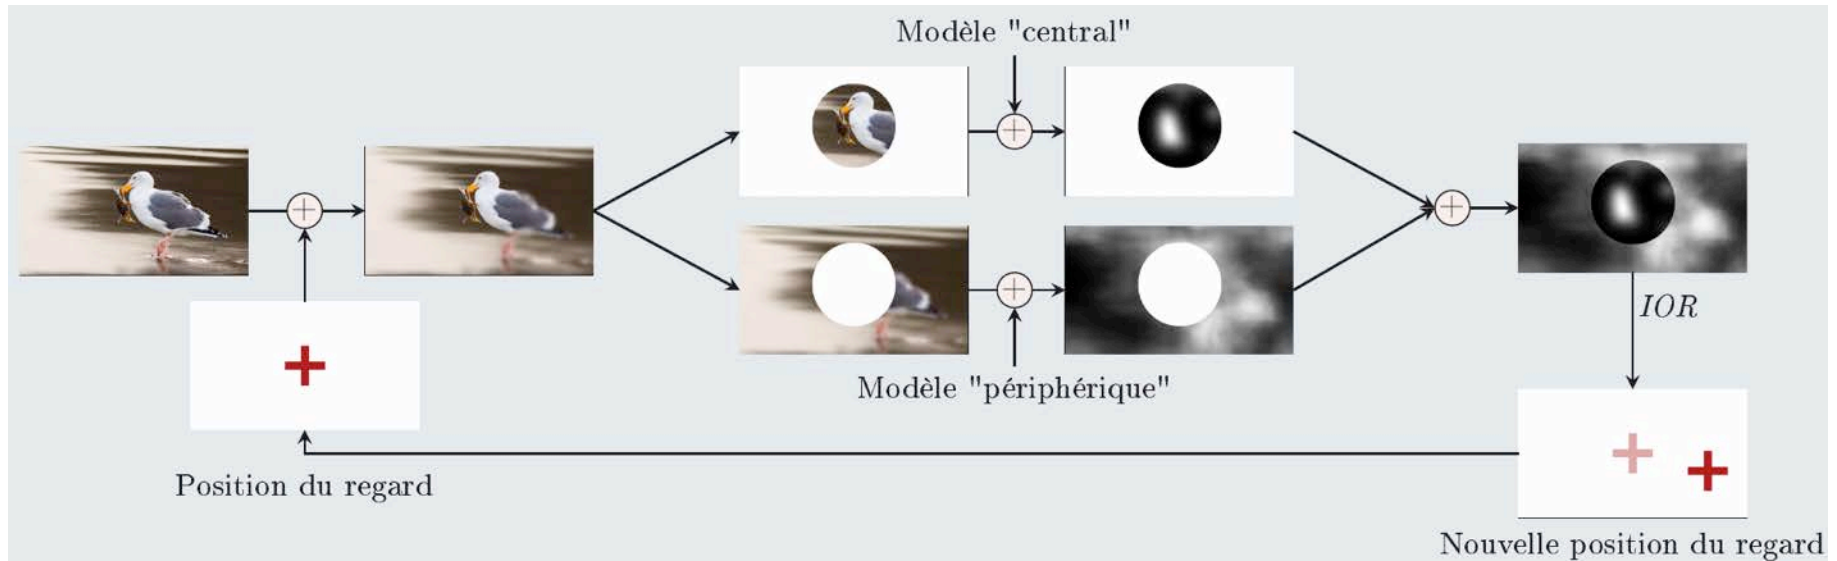 Modèle "central"
Modèle "périphérique"
IOR
Position du regard
Nouvelle position du regard